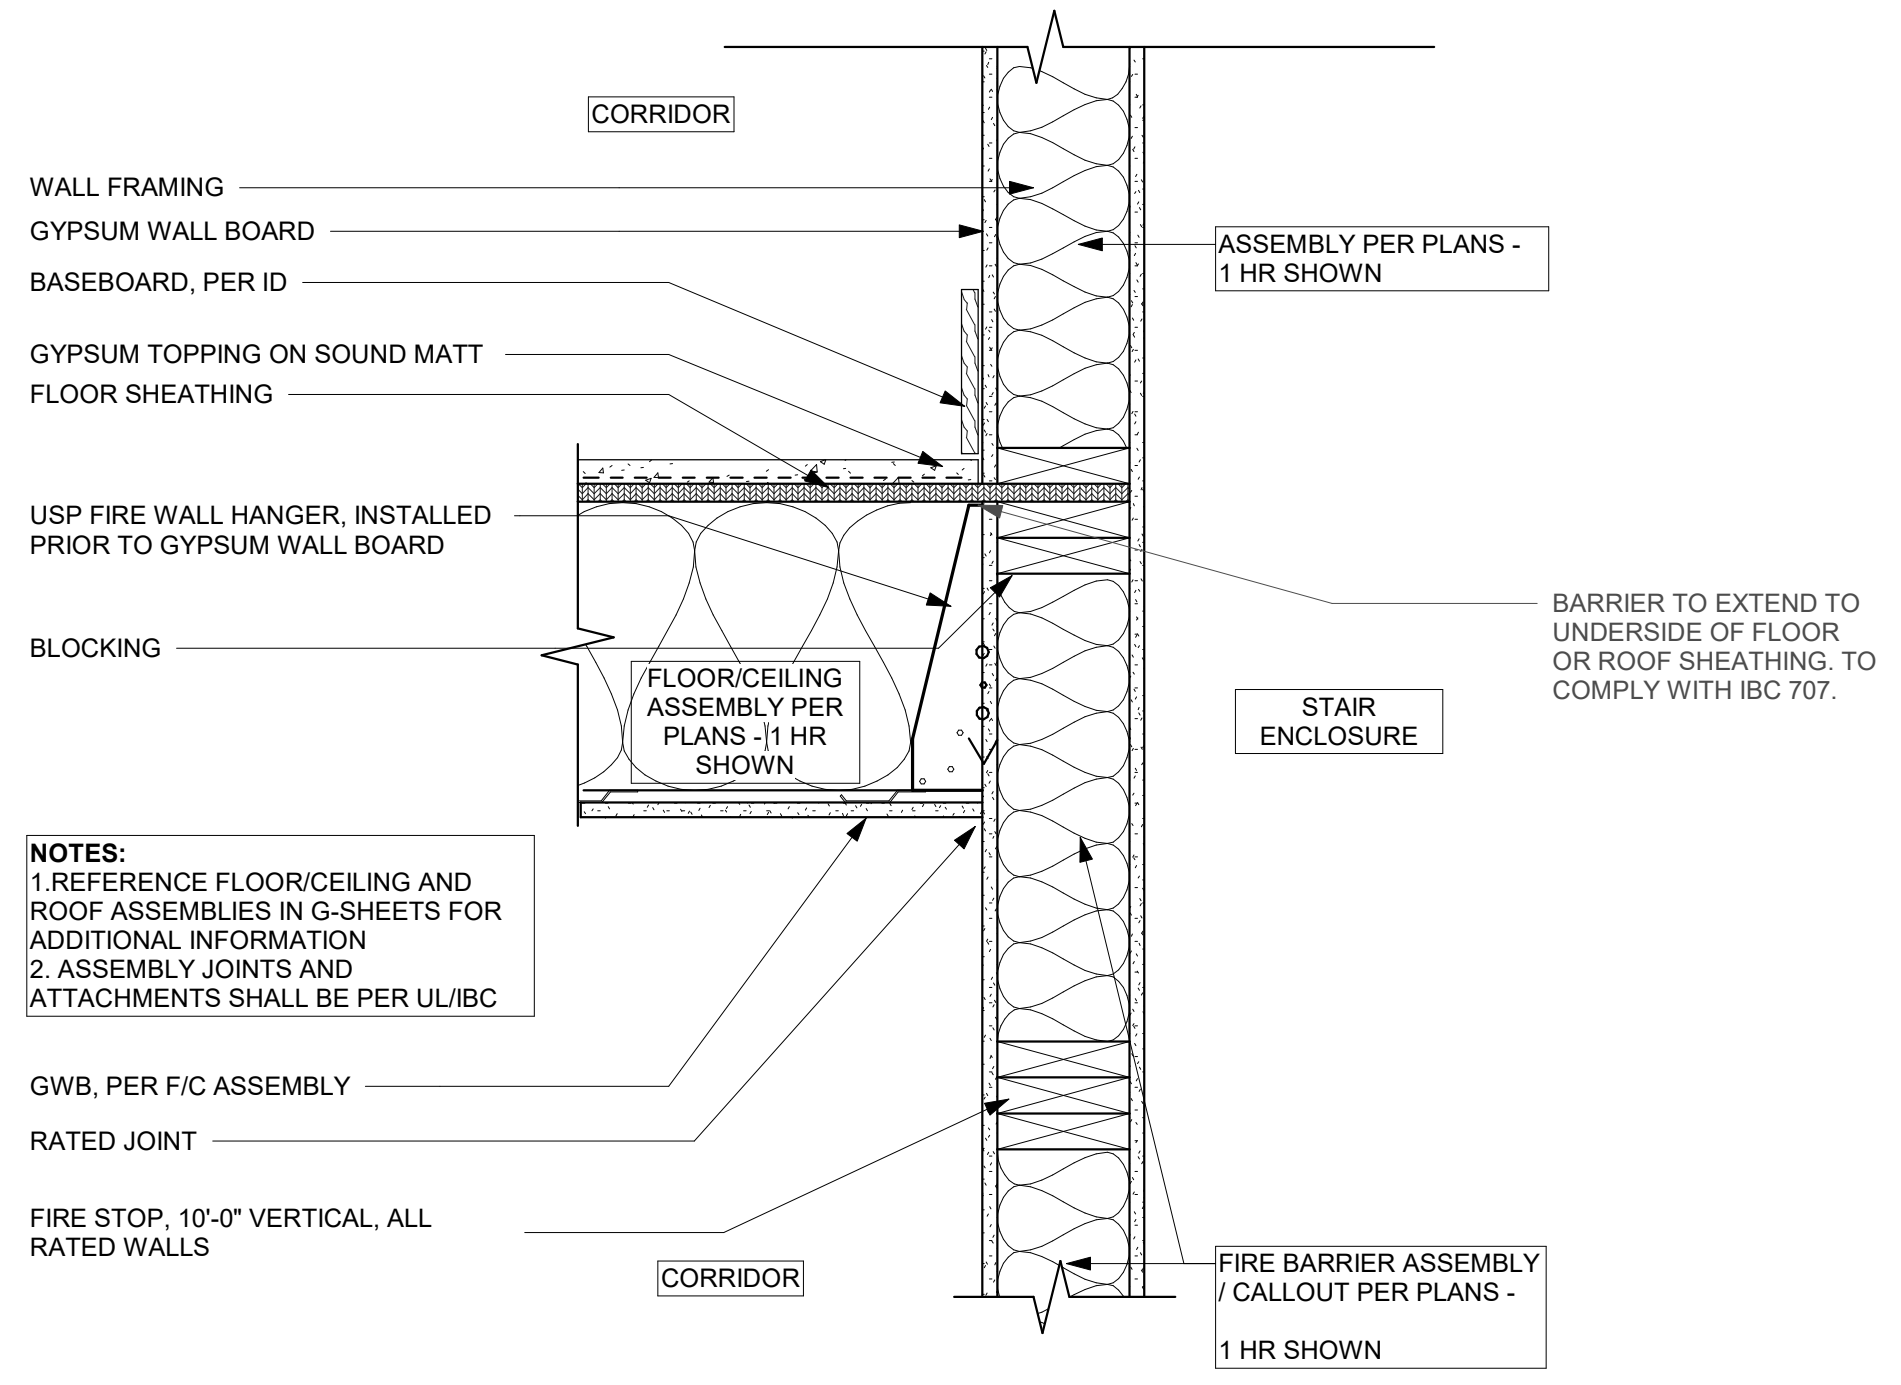 CORRIDOR
WALL FRAMING
GYPSUM WALL BOARD
BASEBOARD, PER ID
GYPSUM TOPPING ON SOUND MATT
FLOOR SHEATHING
USP FIRE WALL HANGER, INSTALLED
PRIOR TO GYPSUM WALL BOARD
BLOCKING
FLOOR/CEILING
ASSEMBLY PER
PLANS - 1 HR
SHOWN
NOTES:
1.REFERENCE FLOOR/CEILING AND
ROOF ASSEMBLIES IN G-SHEETS FOR
ADDITIONAL INFORMATION
2. ASSEMBLY JOINTS AND
ATTACHMENTS SHALL BE PER UL/IBC
GWB, PER F/C ASSEMBLY
RATED JOINT
FIRE STOP, 10'-0" VERTICAL, ALL
RATED WALLS
CORRIDOR
ASSEMBLY PER PLANS -
1 HR SHOWN
BARRIER TO EXTEND TO
UNDERSIDE OF FLOOR
OR ROOF SHEATHING. TO
COMPLY WITH IBC 707.
STAIR
ENCLOSURE
FIRE BARRIER ASSEMBLY
/ CALLOUT PER PLANS -
1 HR SHOWN